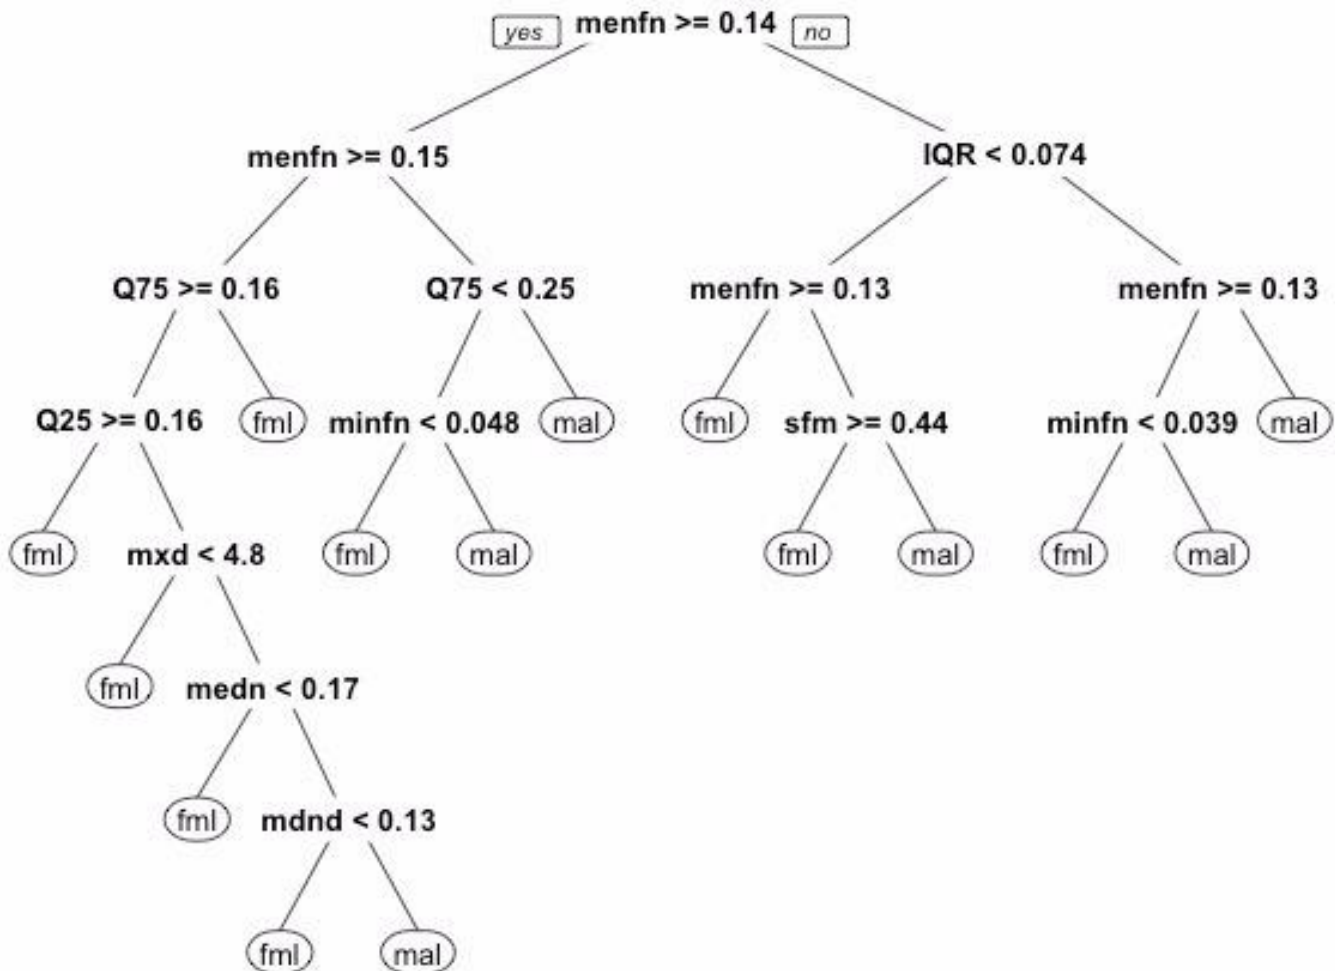 yes menfn >= 0.14 no
menfn >= 0.15 IQR < 0.074
Q75 >= 0.16 Q75 < 0.25 menfn >= 0.13 menfn >= 0.13
Q25 >= 0.16 fml minfn < 0.048 mal fml sfm >= 0.44 minfn < 0.039 mal
fml mxd < 4.8 fml mal fml mal fml mal
fml medn < 0.17
fml mdnd < 0.13
fml mal